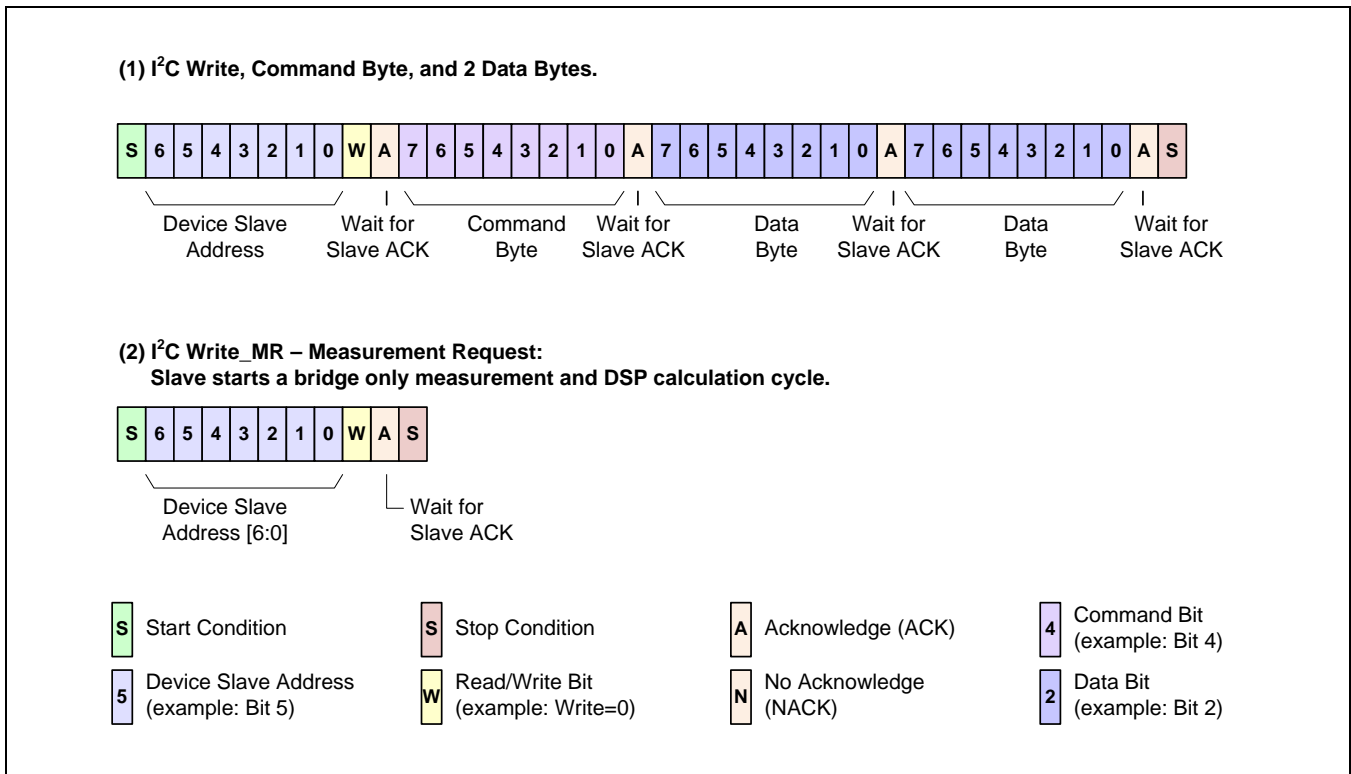 (1) I²C Write, Command Byte, and 2 Data Bytes.
S 6 5 4 3 2 1 0 W A 7 6 5 4 3 2 1 0 A 7 6 5 4 3 2 1 0 A 7 6 5 4 3 2 1 0 A S
Device Slave Address
Wait for Slave ACK
Command Byte
Wait for Slave ACK
Data Byte
Wait for Slave ACK
Data Byte
Wait for Slave ACK
(2) I²C Write_MR – Measurement Request:
Slave starts a bridge only measurement and DSP calculation cycle.
S 6 5 4 3 2 1 0 W A S
Device Slave Address [6:0]
Wait for Slave ACK
S Start Condition
S Stop Condition
A Acknowledge (ACK)
4 Command Bit (example: Bit 4)
5 Device Slave Address (example: Bit 5)
W Read/Write Bit (example: Write=0)
N No Acknowledge (NACK)
2 Data Bit (example: Bit 2)